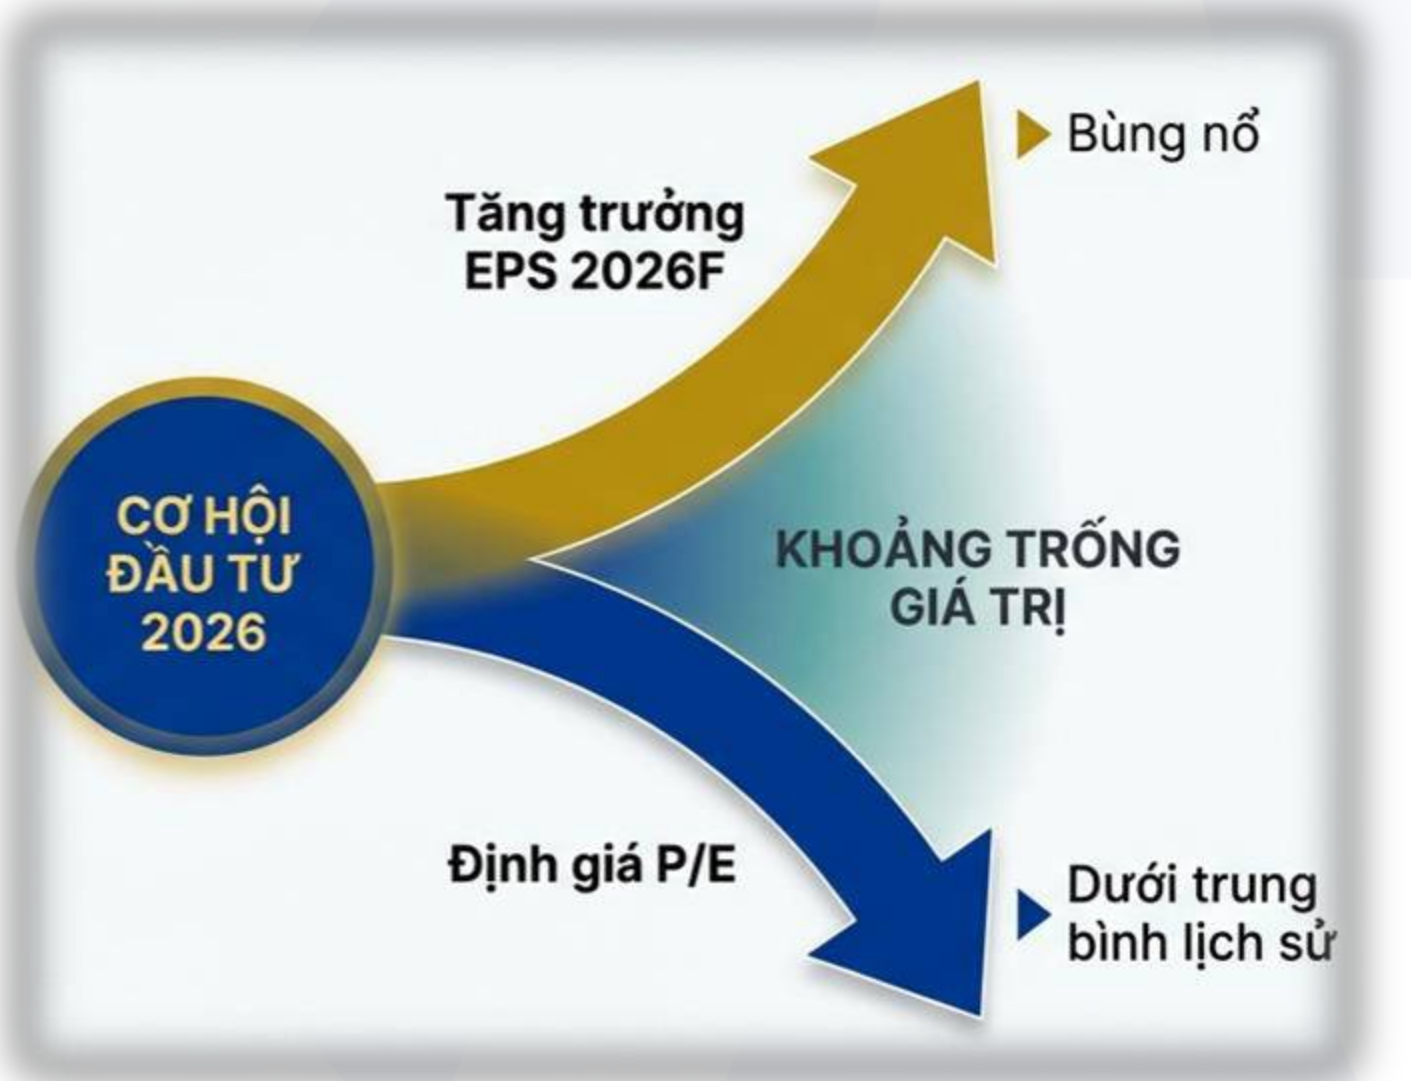 Bùng nổ
Tăng trưởng
EPS 2026F
CƠ HỘI
ĐẦU TƯ
2026
KHOẢNG TRỐNG
GIÁ TRỊ
Định giá P/E
Dưới trung
bình lịch sử